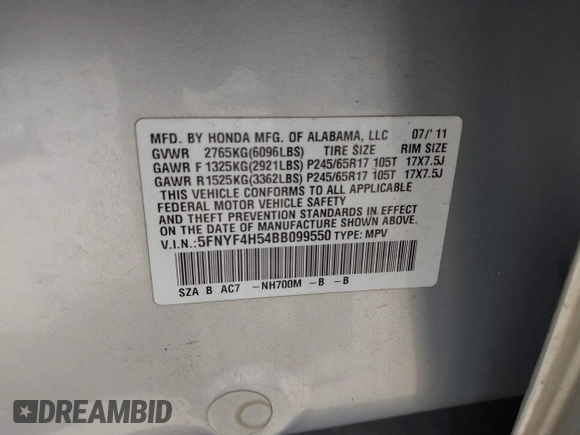 MFD. BY HONDA MFG. OF ALABAMA, LLC 07/'11
GVWR 2765KG(6096LBS) TIRE SIZE RIM SIZE
GAWR F 1325KG(2921LBS) P245/65R17 105T 17X7.5J
GAWR R1525KG(3362LBS) P245/65R17 105T 17X7.5J
THIS VEHICLE CONFORMS TO ALL APPLICABLE
FEDERAL MOTOR VEHICLE SAFETY
AND THEFT PREVENTION STANDARDS IN EFFECT
ON THE DATE OF MANUFACTURE SHOWN ABOVE.
V.I.N.:5FNYF4H54BB099550 TYPE: MPV
SZA B AC7 -NH700M -B -B
DREAMBID